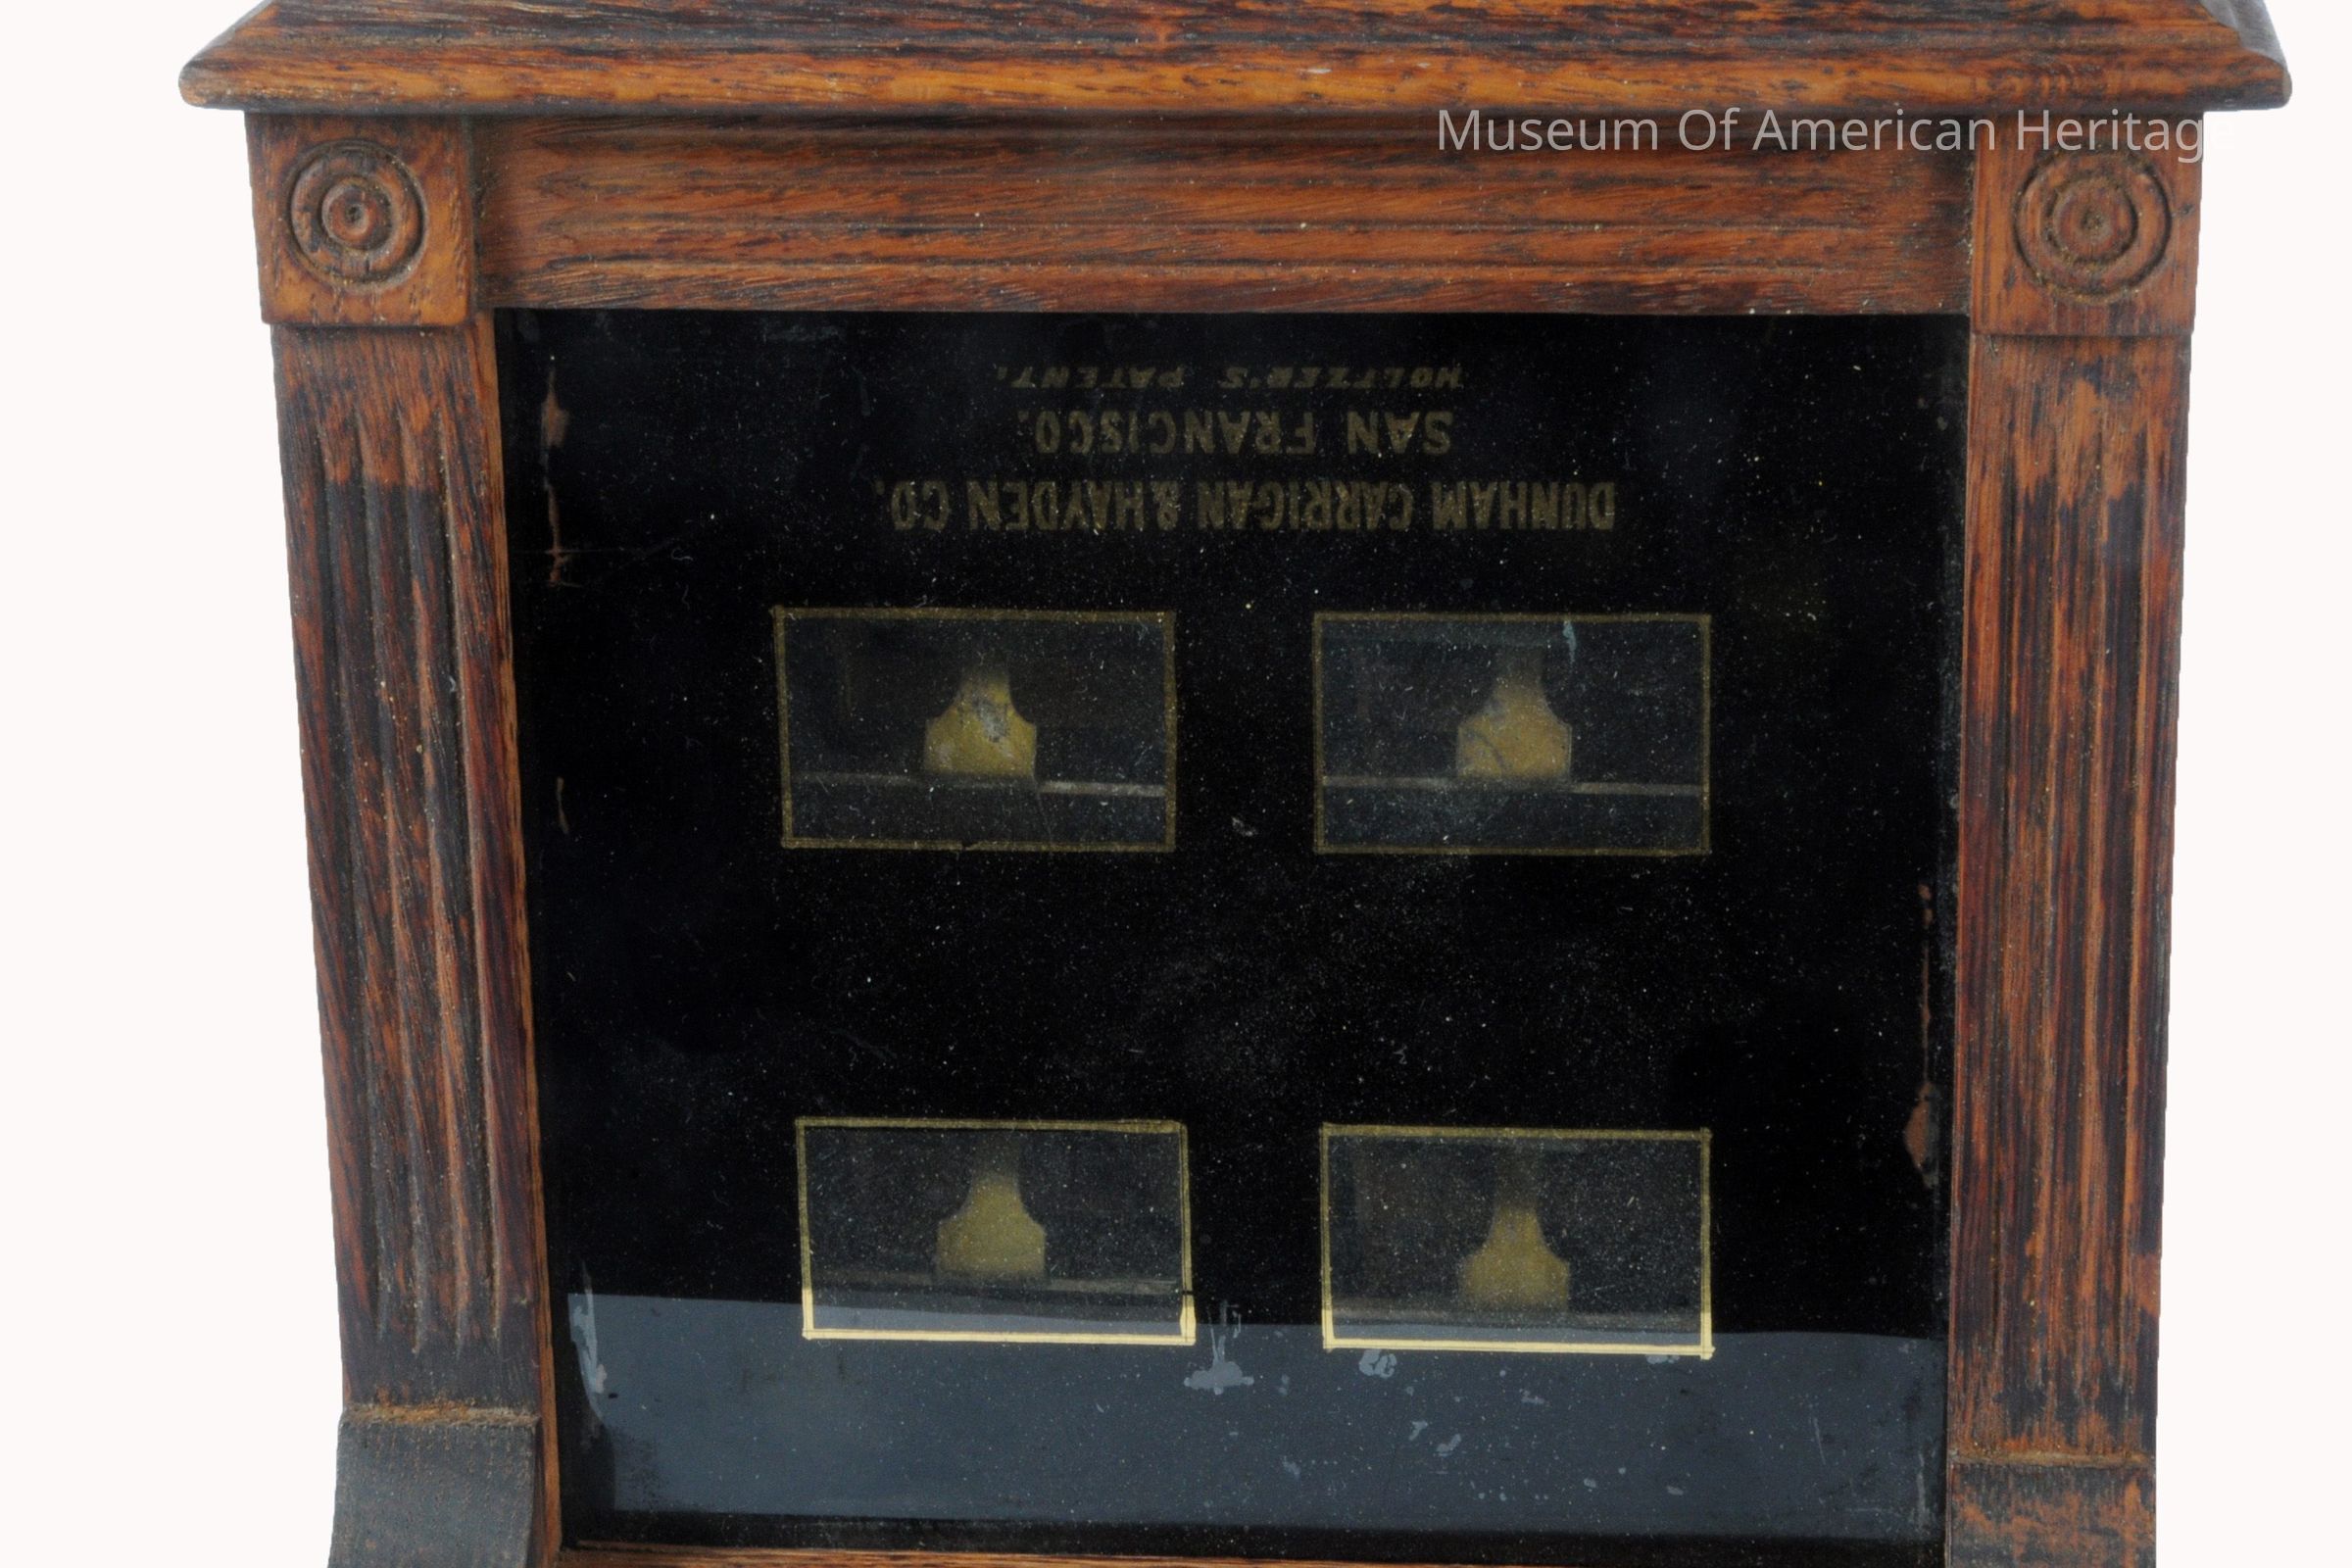 Museum Of American Heritage
DUNHAM CARRIGAN & HAYDEN CO.
SAN FRANCISCO.
HOLTZER'S PATENT.